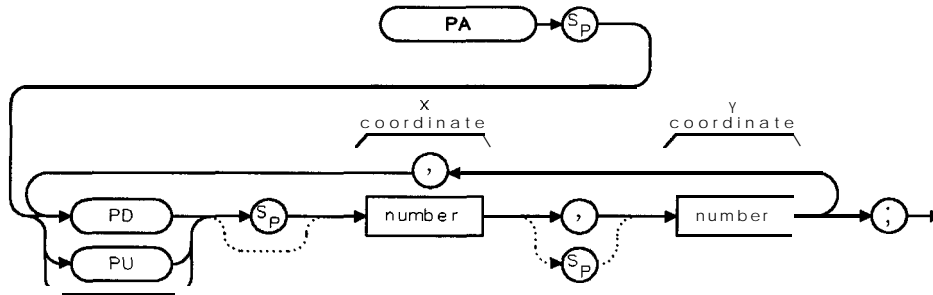 PA SP
X Y
coordinate coordinate
,
PD SP number , number ;
PU SP